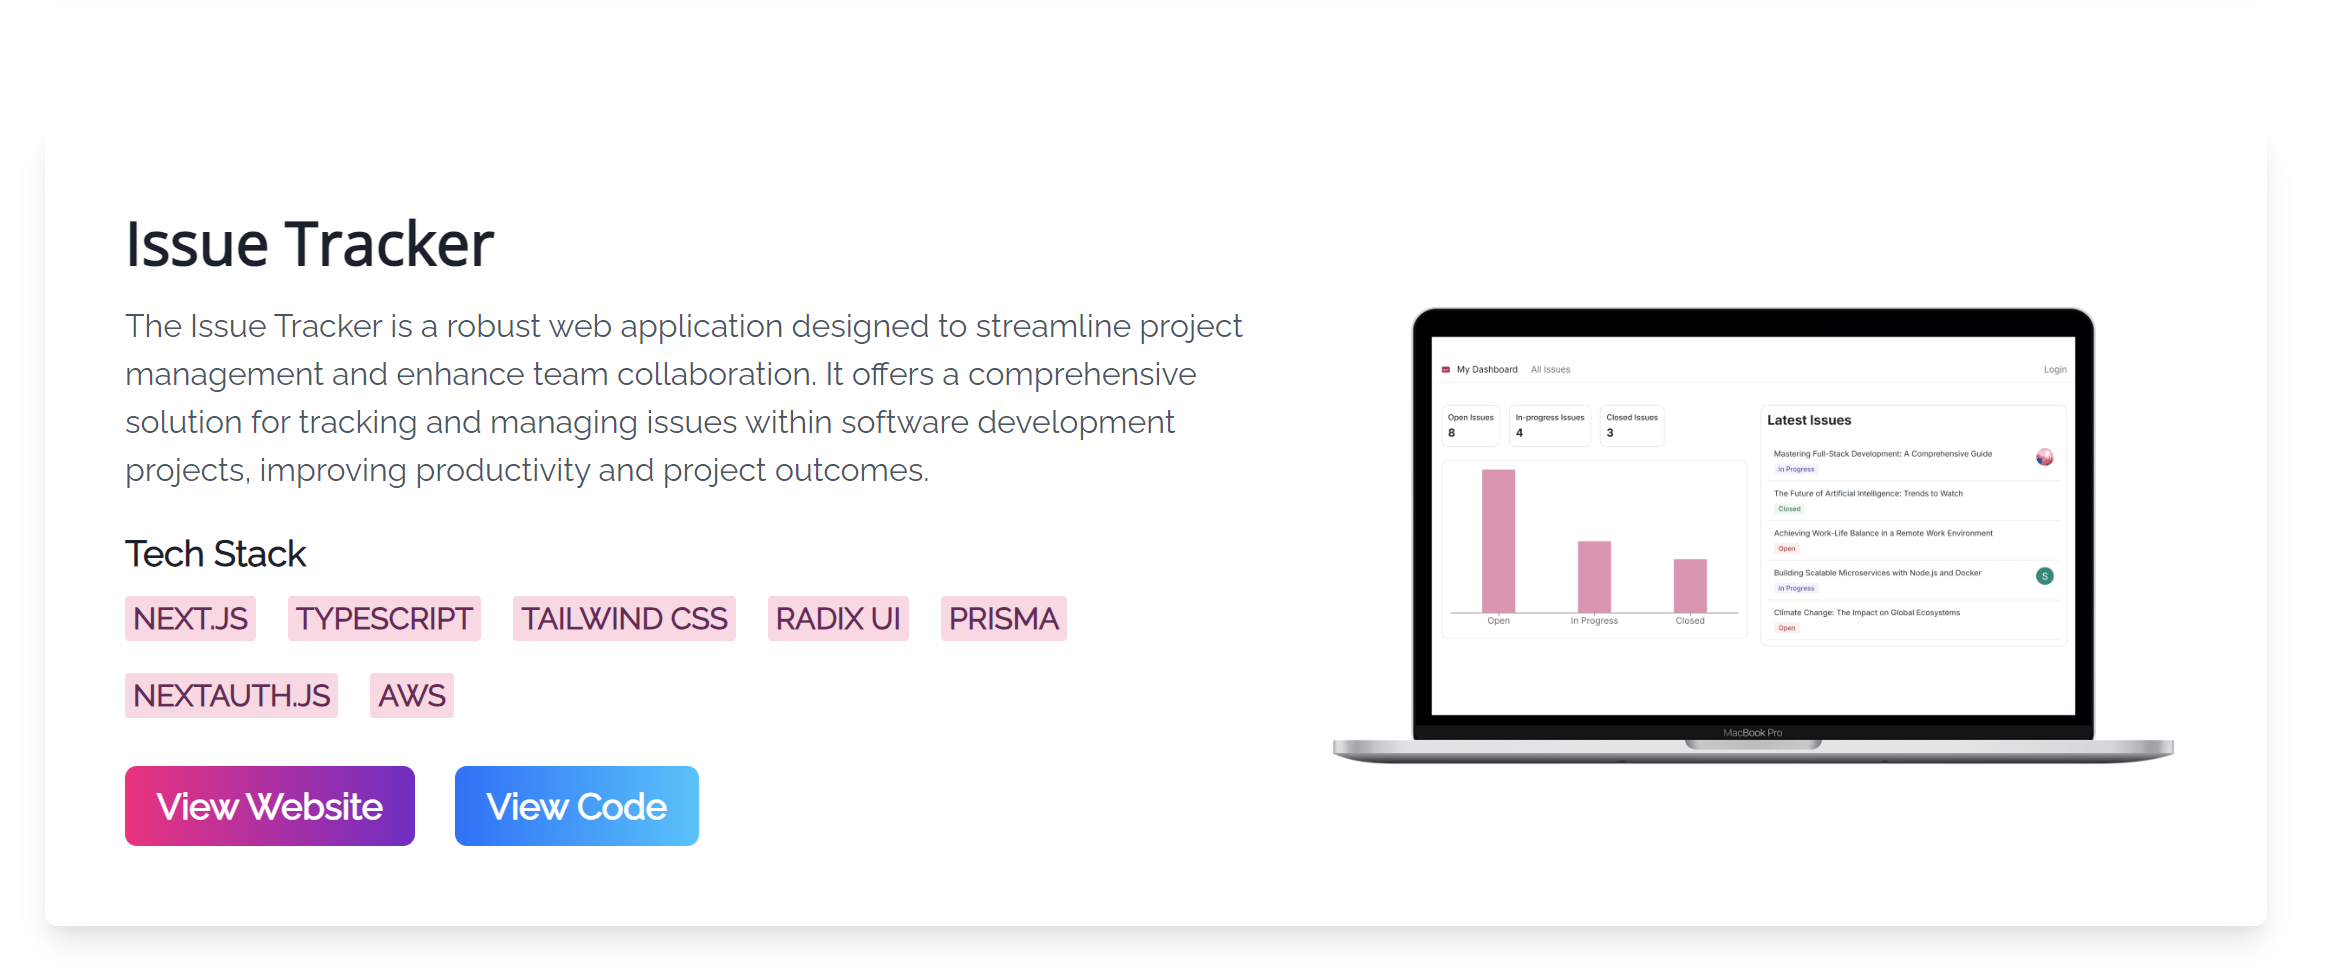 Issue Tracker
The Issue Tracker is a robust web application designed to streamline project
management and enhance team collaboration. It offers a comprehensive
solution for tracking and managing issues within software development
projects, improving productivity and project outcomes.
Tech Stack
NEXT.JS TYPESCRIPT TAILWIND CSS RADIX UI PRISMA
NEXTAUTH.JS AWS
View Website View Code
My Dashboard All Issues Login
Open Issues In-progress Issues Closed Issues
8 4 3
Open In Progress Closed
Latest Issues
Mastering Full-Stack Development: A Comprehensive Guide
In Progress
The Future of Artificial Intelligence: Trends to Watch
Closed
Achieving Work-Life Balance in a Remote Work Environment
Open
Building Scalable Microservices with Node.js and Docker
S
In Progress
Climate Change: The Impact on Global Ecosystems
Open
MacBook Pro